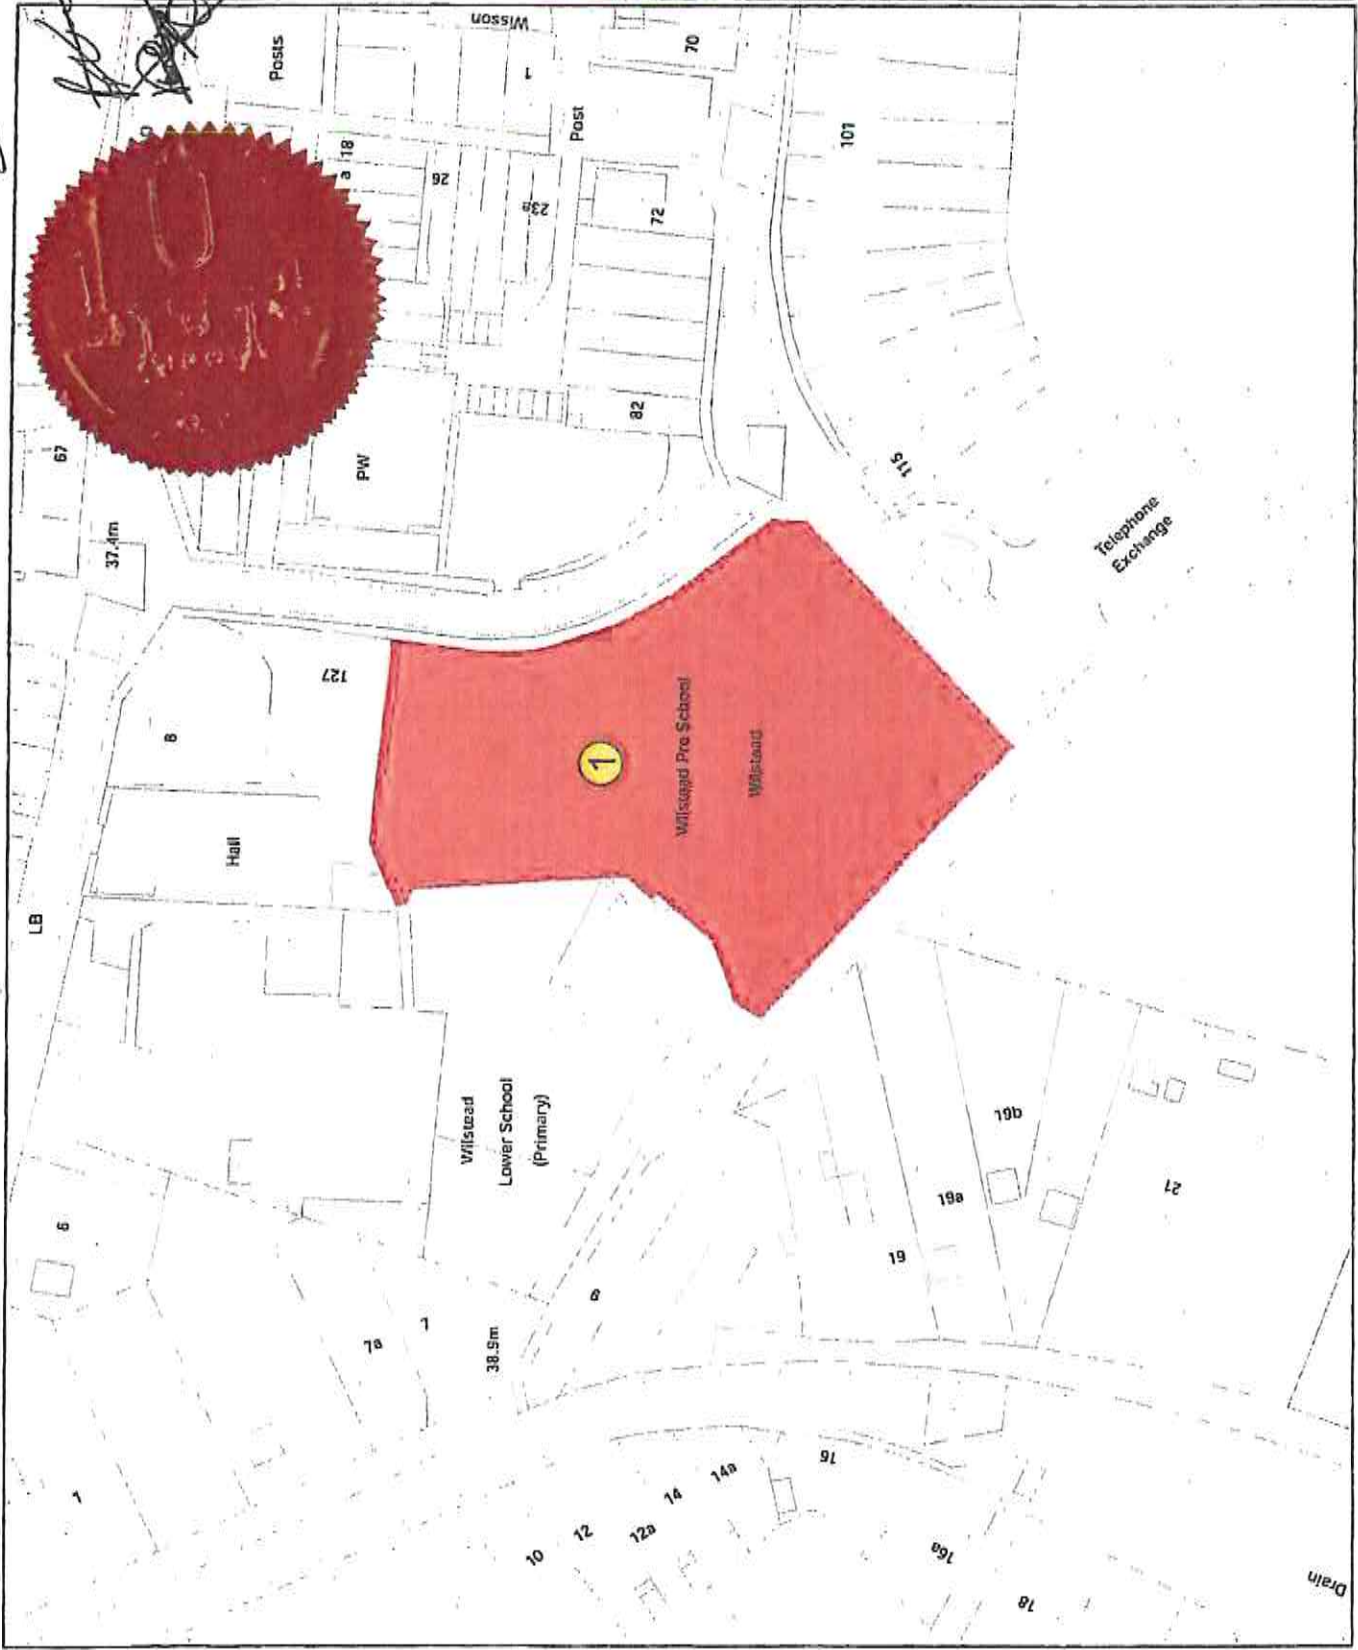 Posts
Wisson
1
70
Post
101
a
18
26
23a
72
82
67
PW
37.4m
115
Telephone
Exchange
127
8
Hall
LB
1
Wilstead Pre School
Wilstead
Wilstead
Lower School
(Primary)
6
7a
7
38.9m
9
19
19a
19b
21
1
10
12
12a
14
14a
16
16a
18
Drain